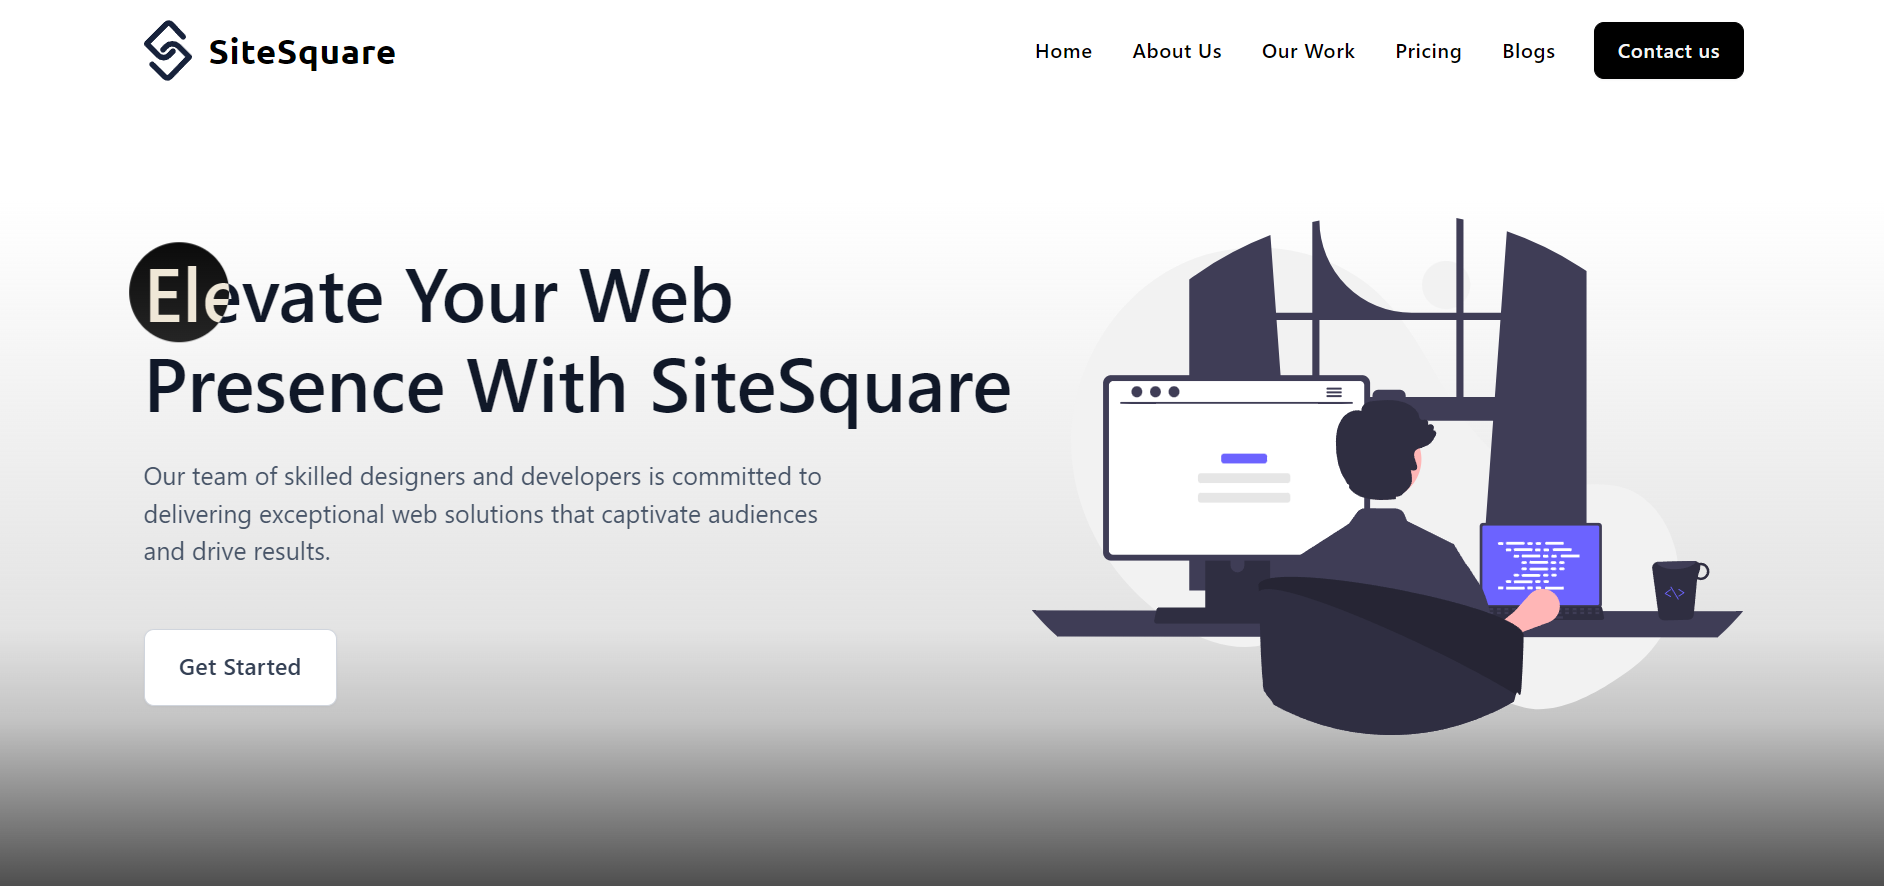 SiteSquare
Home
About Us
Our Work
Pricing
Blogs
Contact us
Elevate Your Web
Presence With SiteSquare
Our team of skilled designers and developers is committed to
delivering exceptional web solutions that captivate audiences
and drive results.
Get Started
<\>